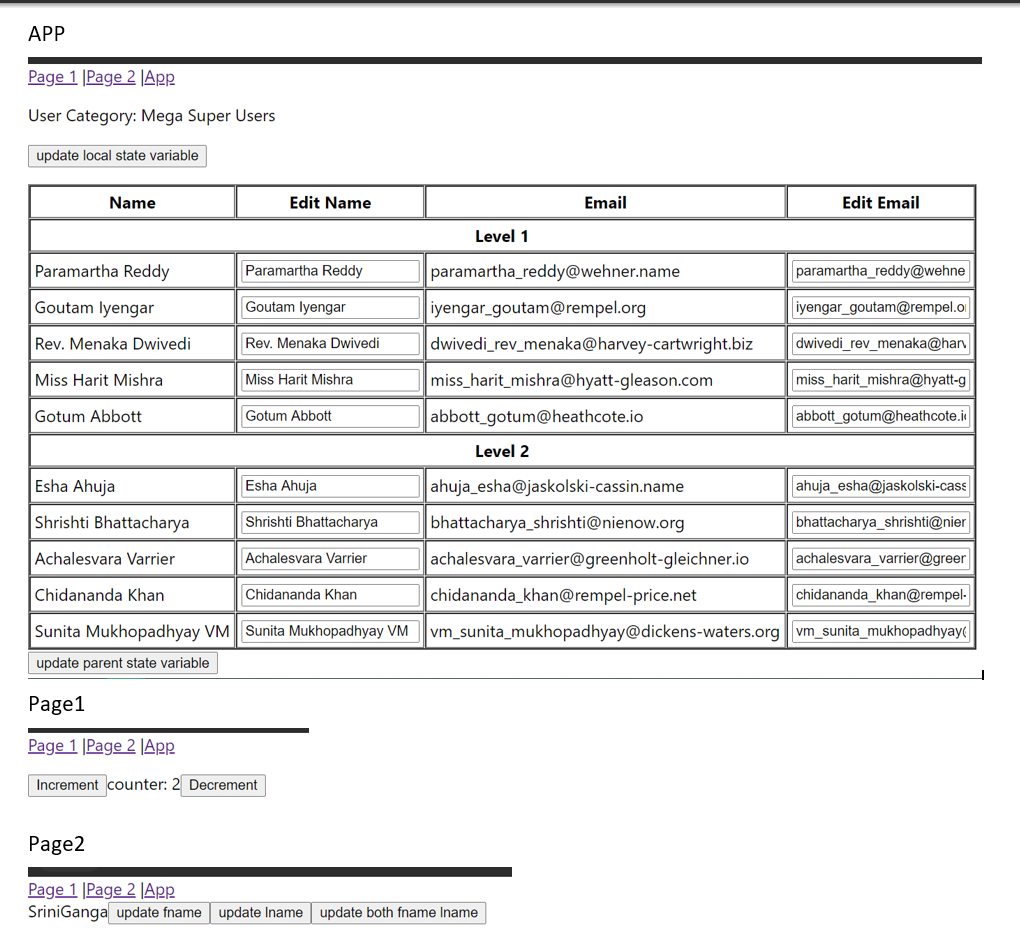 APP
Page 1 |Page 2 |App
User Category: Mega Super Users
update local state variable
Name Edit Name Email Edit Email
Level 1
Paramartha Reddy Paramartha Reddy paramartha_reddy@wehner.name paramartha_reddy@wehne
Goutam Iyengar Goutam Iyengar iyengar_goutam@rempel.org iyengar_goutam@rempel.o
Rev. Menaka Dwivedi Rev. Menaka Dwivedi dwivedi_rev_menaka@harvey-cartwright.biz dwivedi_rev_menaka@harv
Miss Harit Mishra Miss Harit Mishra miss_harit_mishra@hyatt-gleason.com miss_harit_mishra@hyatt-g
Gotum Abbott Gotum Abbott abbott_gotum@heathcote.io abbott_gotum@heathcote.i
Level 2
Esha Ahuja Esha Ahuja ahuja_esha@jaskolski-cassin.name ahuja_esha@jaskolski-cass
Shrishti Bhattacharya Shrishti Bhattacharya bhattacharya_shrishti@nienow.org bhattacharya_shrishti@nier
Achalesvara Varrier Achalesvara Varrier achalesvara_varrier@greenholt-gleichner.io achalesvara_varrier@green
Chidananda Khan Chidananda Khan chidananda_khan@rempel-price.net chidananda_khan@rempel-
Sunita Mukhopadhyay VM Sunita Mukhopadhyay VM vm_sunita_mukhopadhyay@dickens-waters.org vm_sunita_mukhopadhyay(
update parent state variable
Page1
Page 1 |Page 2 |App
Increment counter: 2 Decrement
Page2
Page 1 |Page 2 |App
SriniGanga update fname update lname update both fname lname